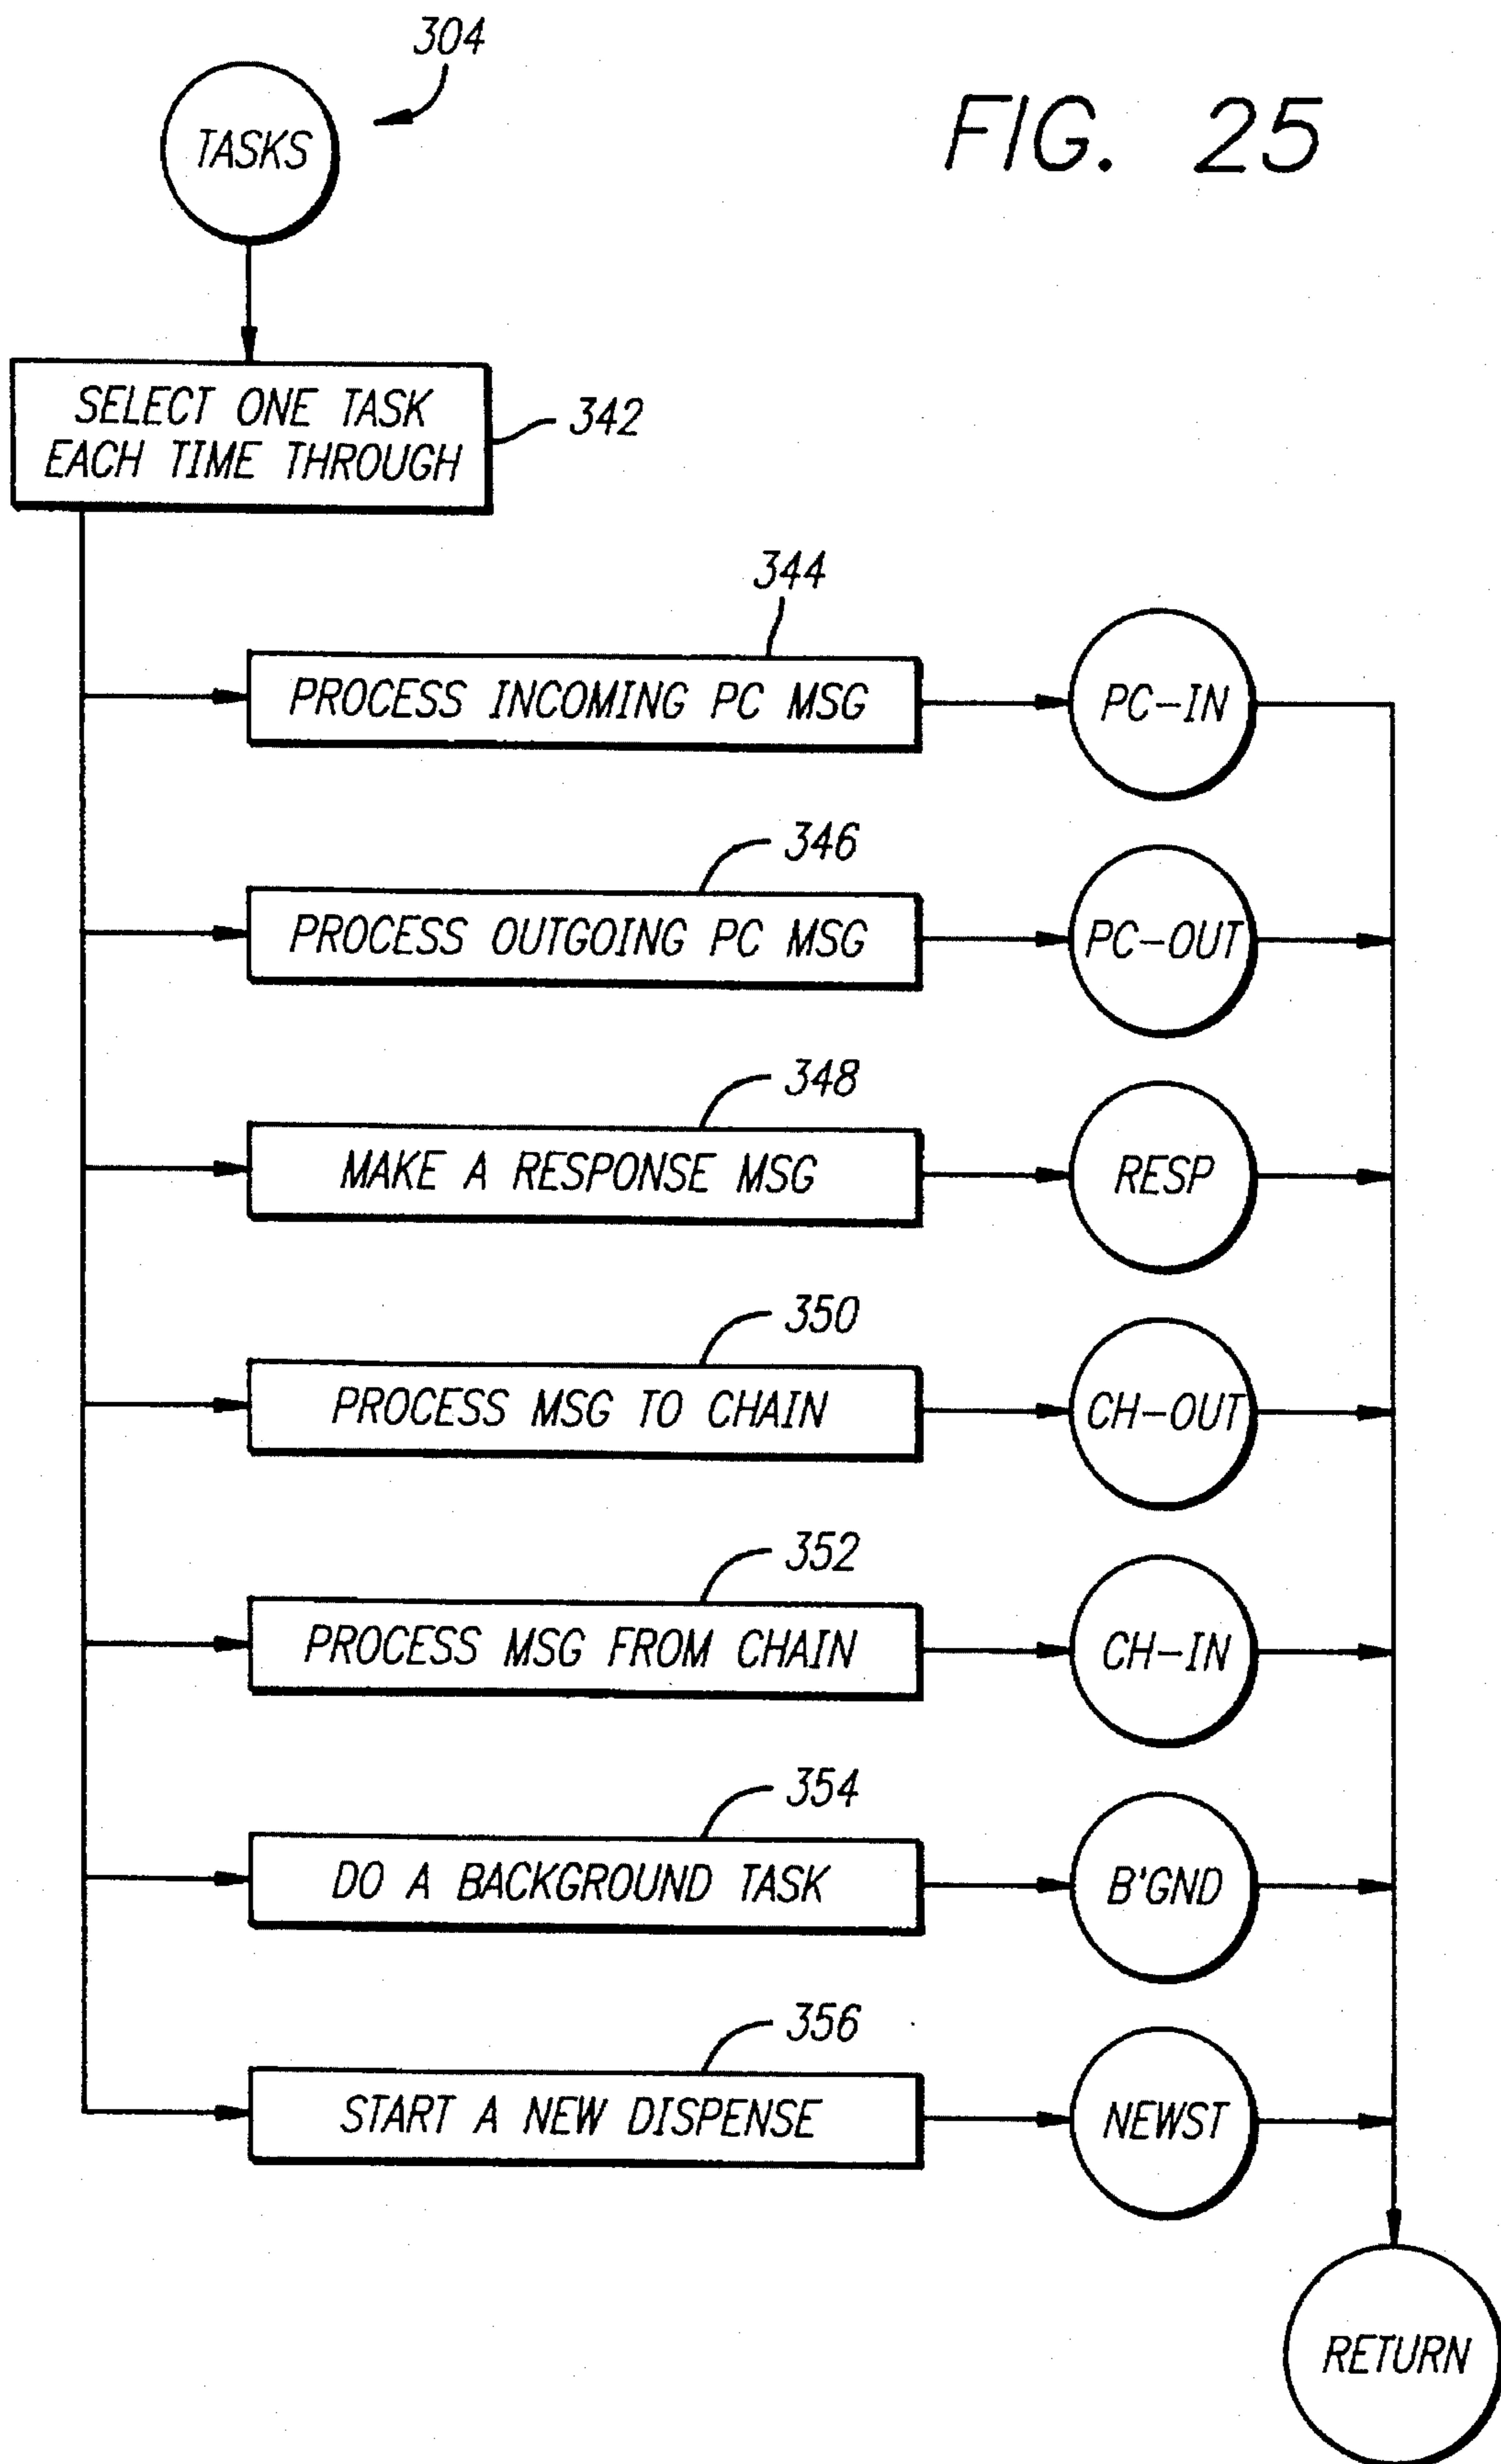 304
TASKS
FIG. 25
SELECT ONE TASK
EACH TIME THROUGH
342
344
PROCESS INCOMING PC MSG
PC-IN
346
PROCESS OUTGOING PC MSG
PC-OUT
348
MAKE A RESPONSE MSG
RESP
350
PROCESS MSG TO CHAIN
CH-OUT
352
PROCESS MSG FROM CHAIN
CH-IN
354
DO A BACKGROUND TASK
B'GND
356
START A NEW DISPENSE
NEWST
RETURN